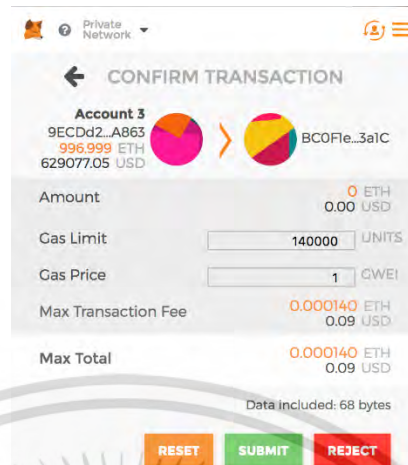 Private
Network
CONFIRM TRANSACTION
Account 3
9ECDd2...A863
996.999 ETH
629077.05 USD
BC0F1e...3a1C
Amount 0 ETH
0.00 USD
Gas Limit 140000 UNITS
Gas Price 1 GWEI
Max Transaction Fee 0.000140 ETH
0.09 USD
Max Total 0.000140 ETH
0.09 USD
Data included: 68 bytes
RESET SUBMIT REJECT